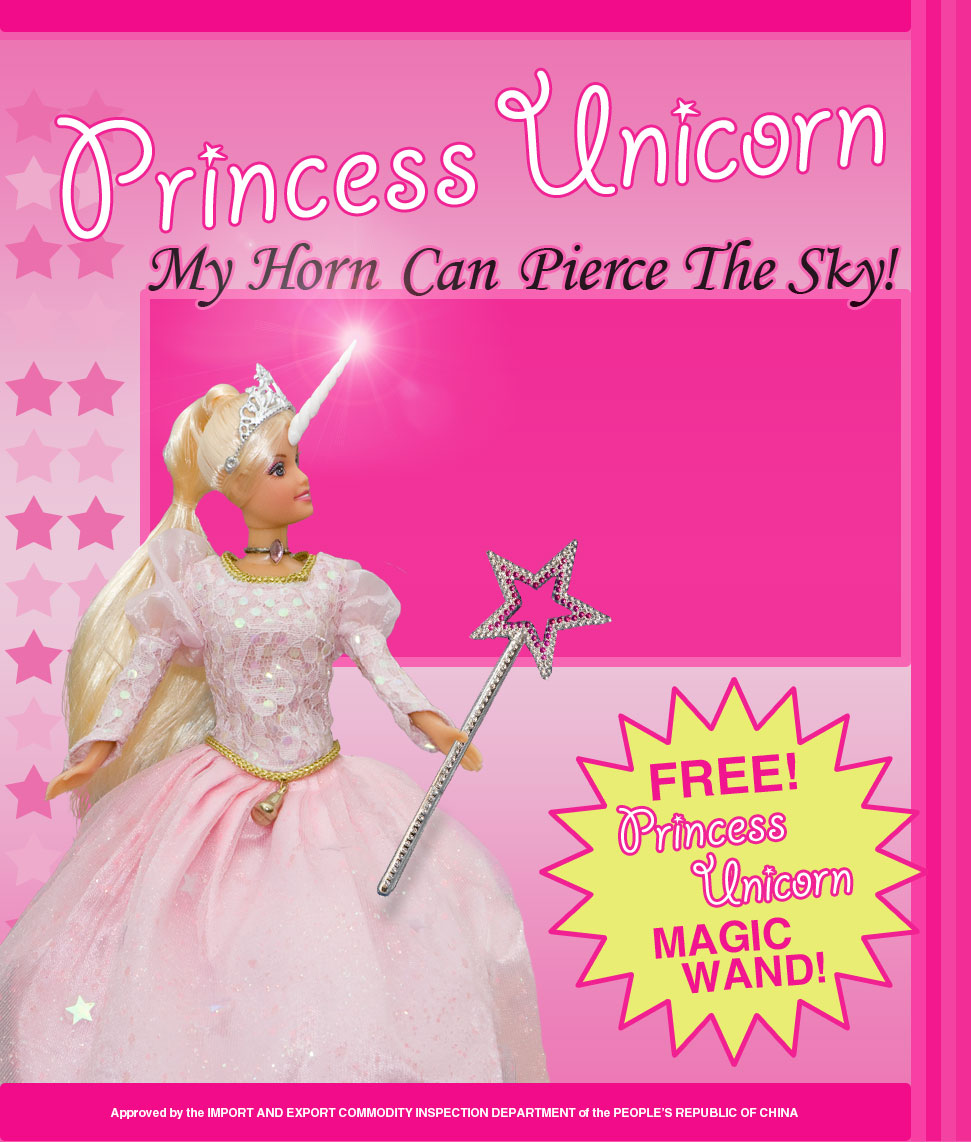 Princess Unicorn
My Horn Can Pierce The Sky!
FREE!
Princess
Unicorn
MAGIC
WAND!
Approved by the IMPORT AND EXPORT COMMODITY INSPECTION DEPARTMENT of the PEOPLE'S REPUBLIC OF CHINA